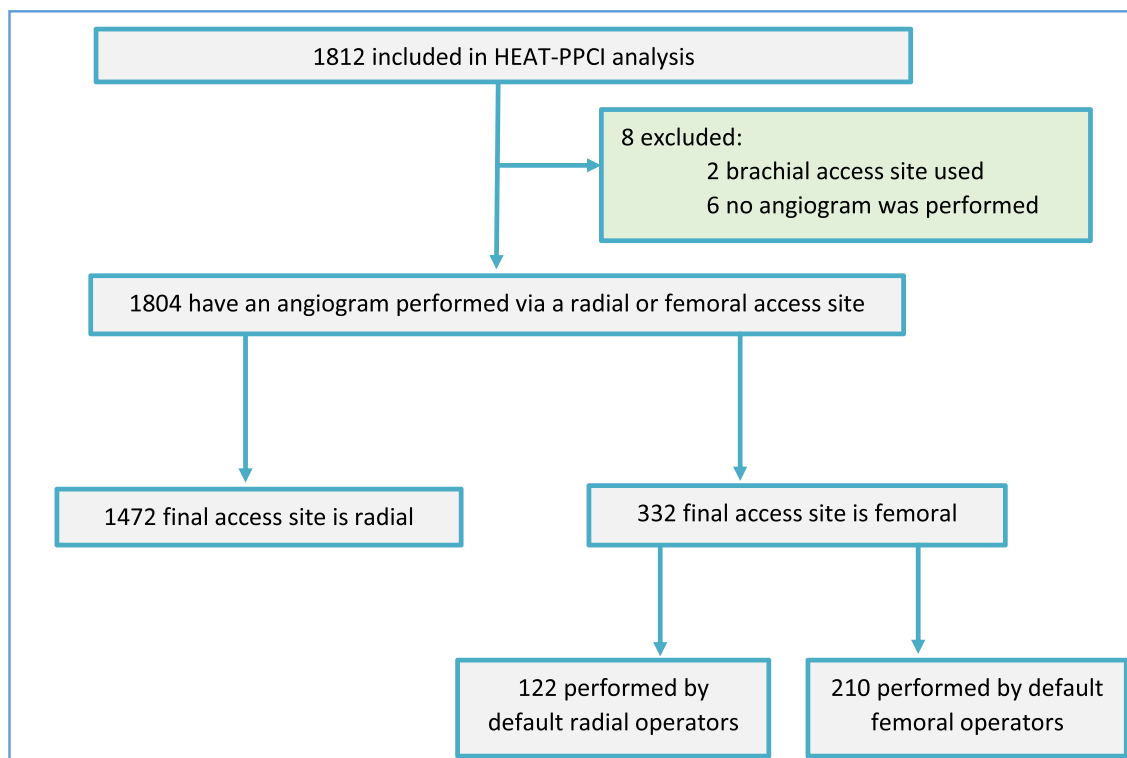 1812 included in HEAT-PPCI analysis
8 excluded:
2 brachial access site used
6 no angiogram was performed
1804 have an angiogram performed via a radial or femoral access site
1472 final access site is radial
332 final access site is femoral
122 performed by
default radial operators
210 performed by default
femoral operators